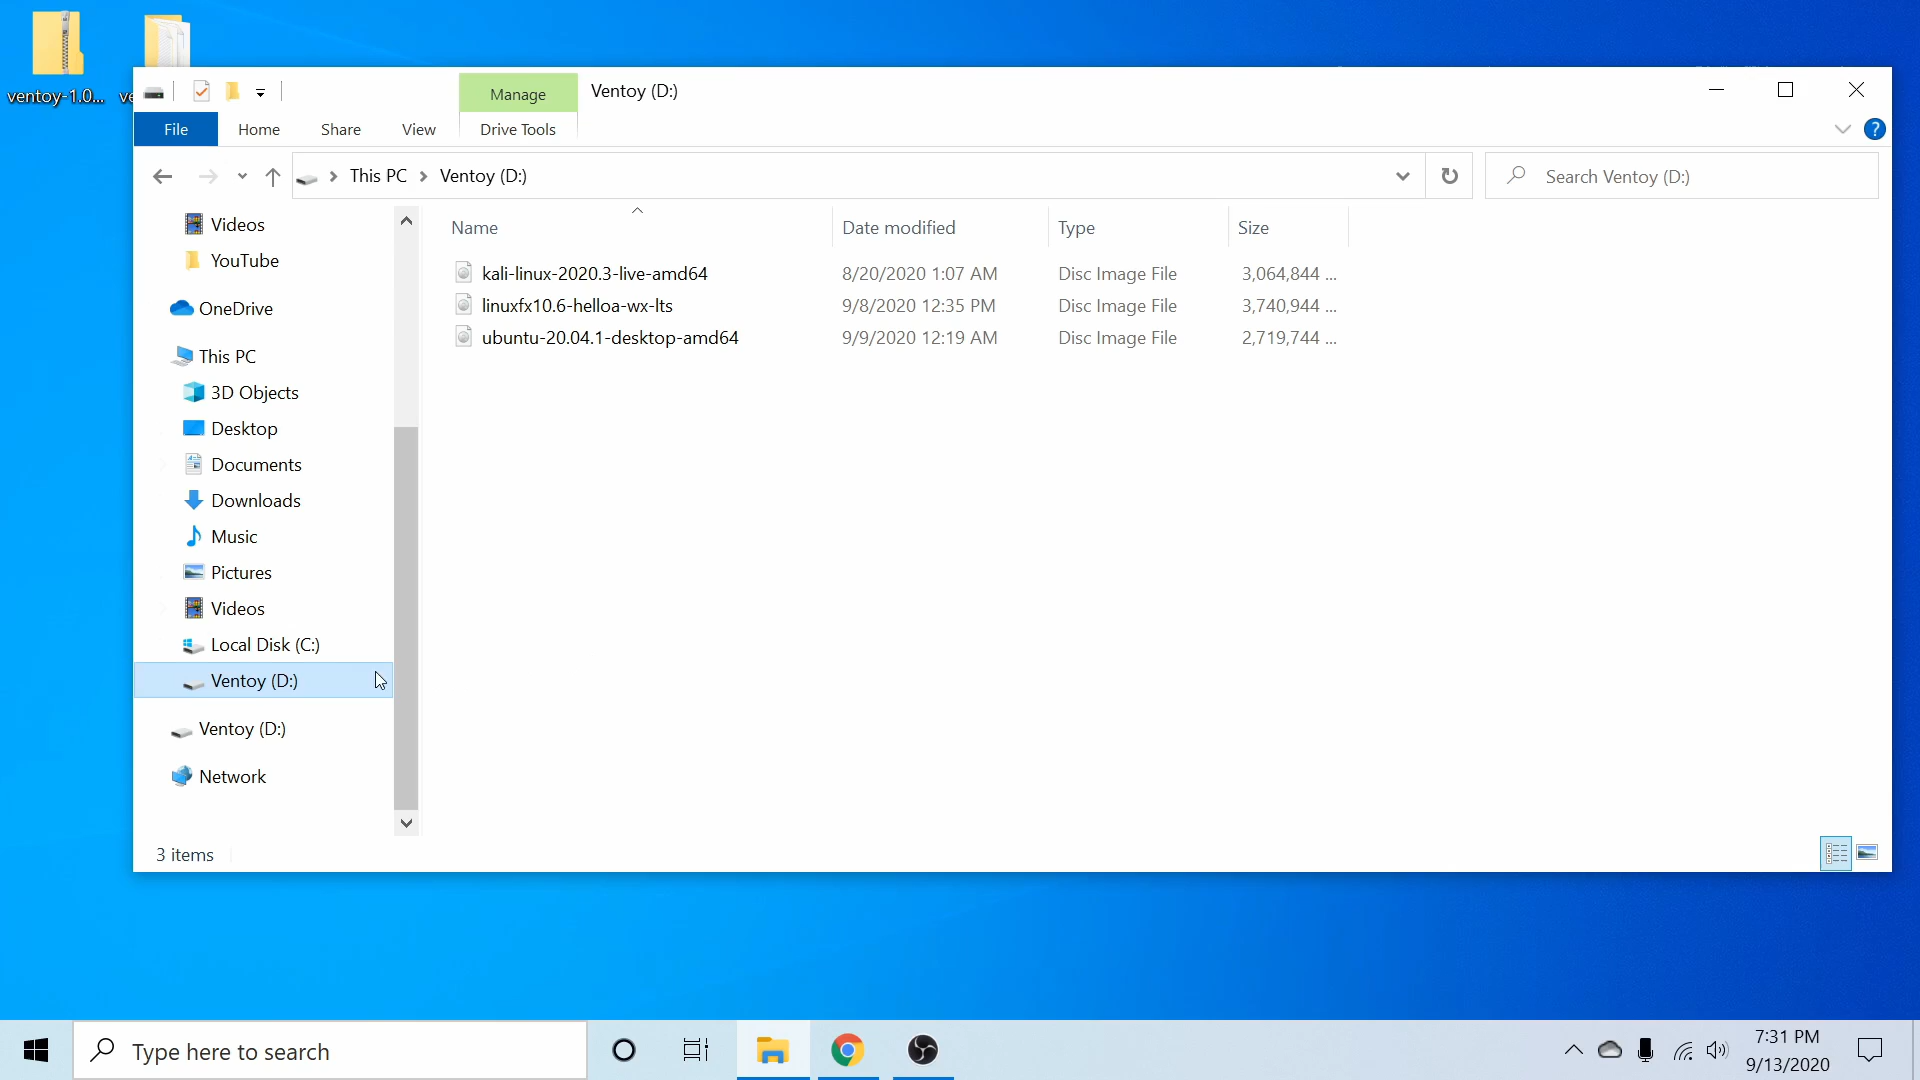 ventoy-1.0...
ve
Manage
Ventoy (D:)
File
Home
Share
View
Drive Tools
?
This PC
Ventoy (D:)
Search Ventoy (D:)
Name
Date modified
Type
Size
kali-linux-2020.3-live-amd64
8/20/2020 1:07 AM
Disc Image File
3,064,844 ...
linuxfx10.6-helloa-wx-lts
9/8/2020 12:35 PM
Disc Image File
3,740,944 ...
ubuntu-20.04.1-desktop-amd64
9/9/2020 12:19 AM
Disc Image File
2,719,744 ...
Videos
YouTube
OneDrive
This PC
3D Objects
Desktop
Documents
Downloads
Music
Pictures
Videos
Local Disk (C:)
Ventoy (D:)
Ventoy (D:)
Network
3 items
Type here to search
7:31 PM
9/13/2020